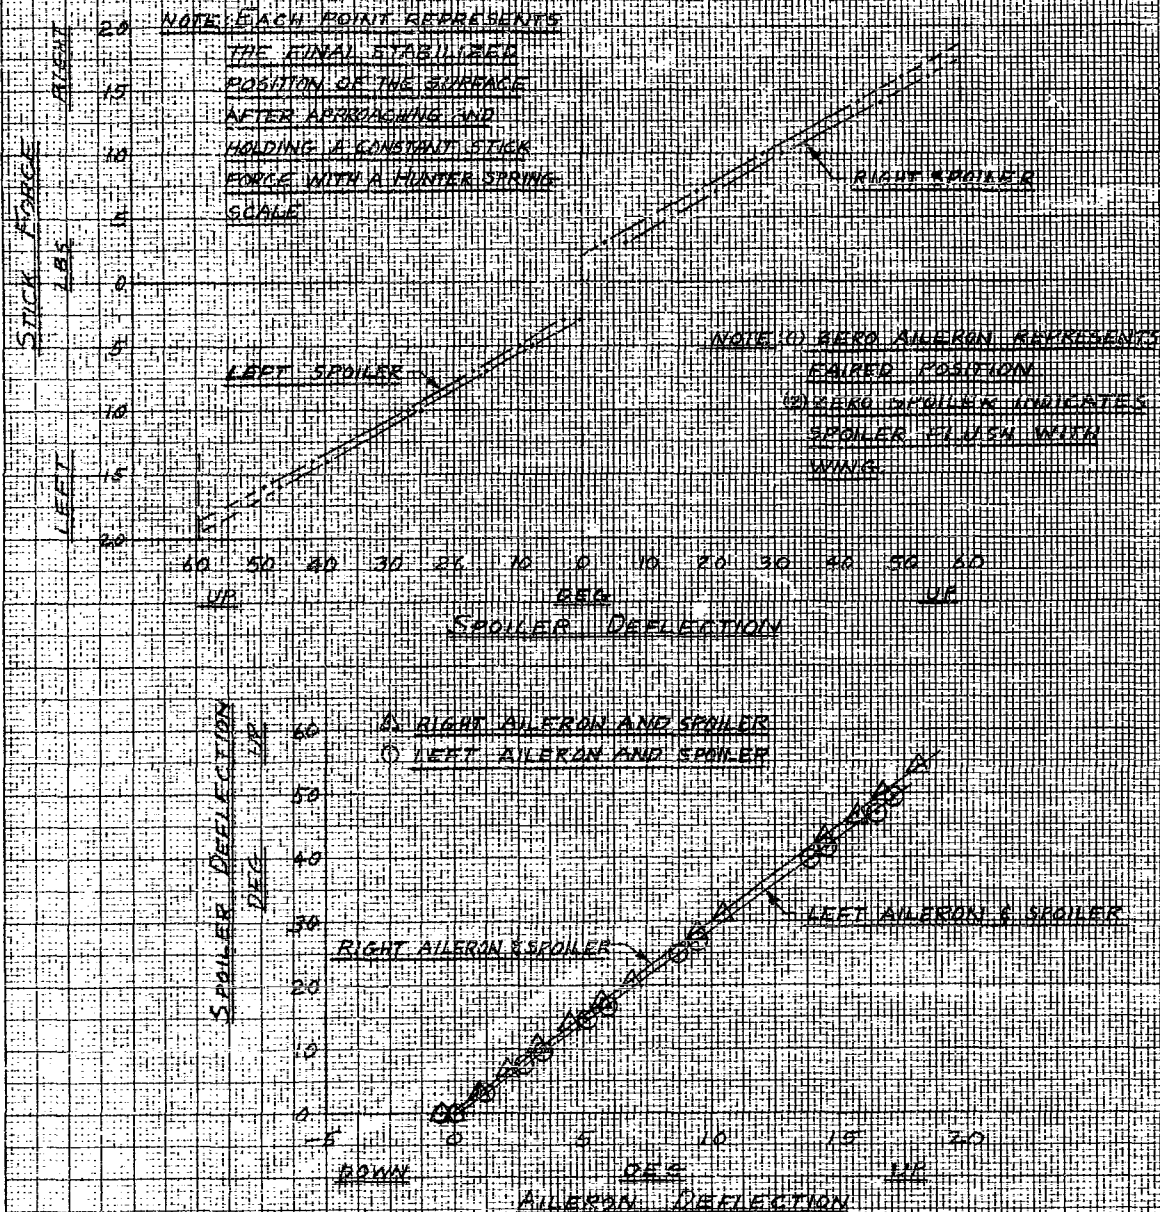 NOTE: EACH POINT REPRESENTS
THE FINAL STABILIZED
POSITION OF THE SURFACE
AFTER APPROACHING AND
HOLDING A CONSTANT STICK
FORCE WITH A HUNTER SPRING
SCALE
STICK FORCE
LBS
RIGHT
LEFT
20
15
10
5
0
5
10
15
20
RIGHT SPOILER
LEFT SPOILER
NOTE: (1) ZERO AILERON REPRESENTS
FAIRED POSITION
(2) ZERO SPOILER INDICATES
SPOILER FLUSH WITH
WING
60 50 40 30 20 10 0 10 20 30 40 50 60
UP DEG UP
SPOILER DEFLECTION
△ RIGHT AILERON AND SPOILER
○ LEFT AILERON AND SPOILER
SPOILER DEFLECTION
DEG UP
60
50
40
30
20
10
0
LEFT AILERON & SPOILER
RIGHT AILERON & SPOILER
-5 0 5 10 15 20
DOWN DEG UP
AILERON DEFLECTION